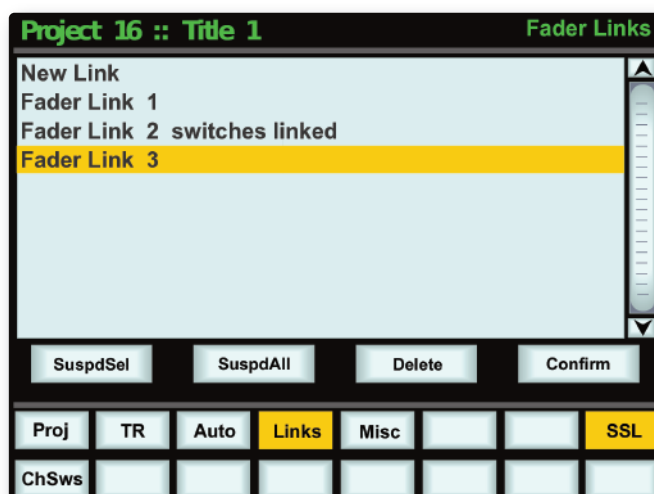 Project 16 :: Title 1 Fader Links
New Link
Fader Link 1
Fader Link 2 switches linked
Fader Link 3
SuspdSel SuspdAll Delete Confirm
Proj TR Auto Links Misc SSL
ChSws